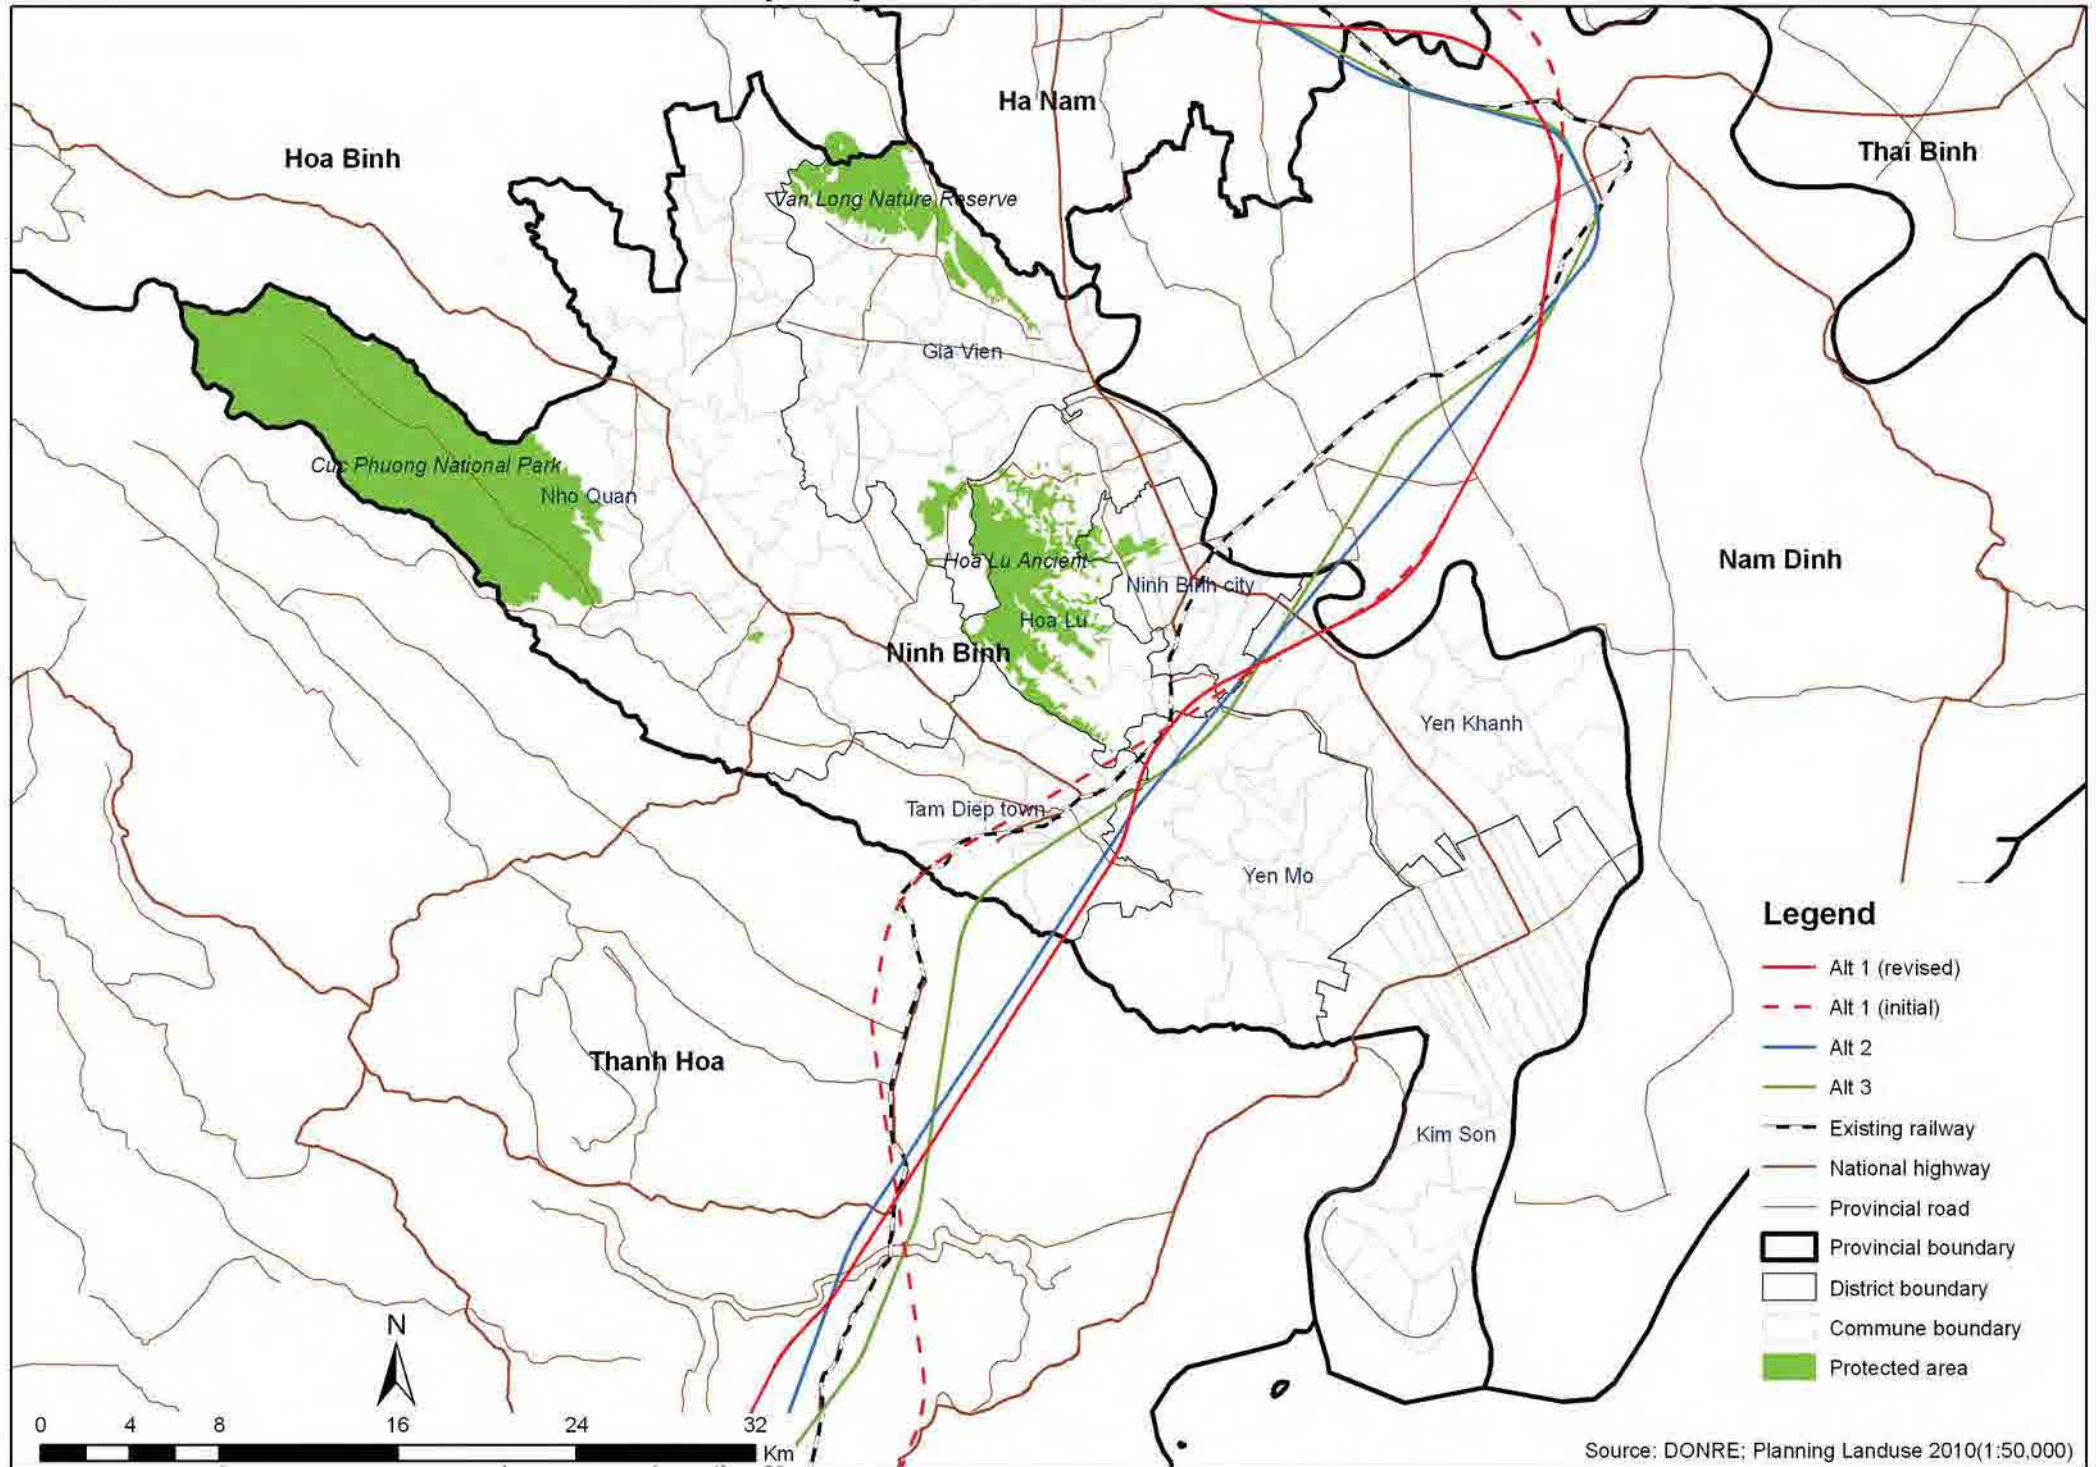 Ha Nam
Hoa Binh
Thai Binh
Van Long Nature Reserve
Gia Vien
Cuc Phuong National Park
Nho Quan
Hoa Lu Ancient
Nam Dinh
Ninh Binh city
Hoa Lu
Ninh Binh
Yen Khanh
Tam Diep town
Yen Mo
Thanh Hoa
Kim Son
Legend
Alt 1 (revised)
Alt 1 (initial)
Alt 2
Alt 3
Existing railway
National highway
Provincial road
Provincial boundary
District boundary
Commune boundary
Protected area
N
0 4 8 16 24 32
Km
Source: DONRE; Planning Landuse 2010(1:50,000)